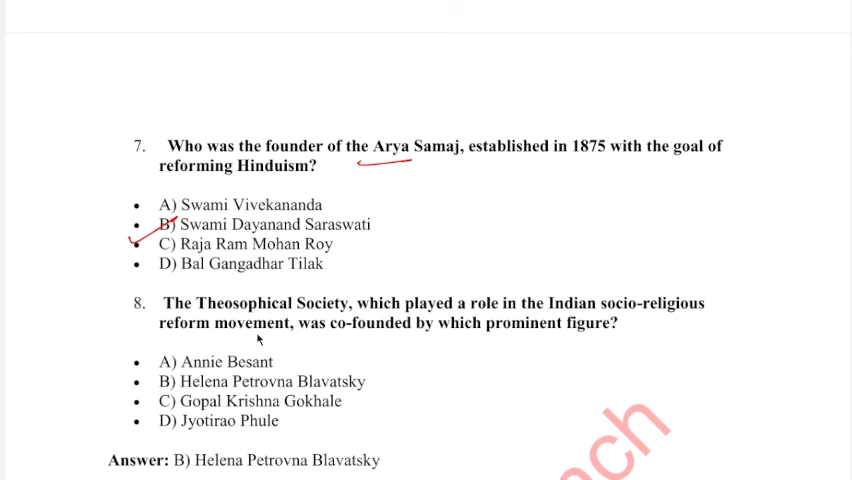 7. Who was the founder of the Arya Samaj, established in 1875 with the goal of
reforming Hinduism?
• A) Swami Vivekananda
• B) Swami Dayanand Saraswati
• C) Raja Ram Mohan Roy
• D) Bal Gangadhar Tilak
8. The Theosophical Society, which played a role in the Indian socio-religious
reform movement, was co-founded by which prominent figure?
• A) Annie Besant
• B) Helena Petrovna Blavatsky
• C) Gopal Krishna Gokhale
• D) Jyotirao Phule
Answer: B) Helena Petrovna Blavatsky